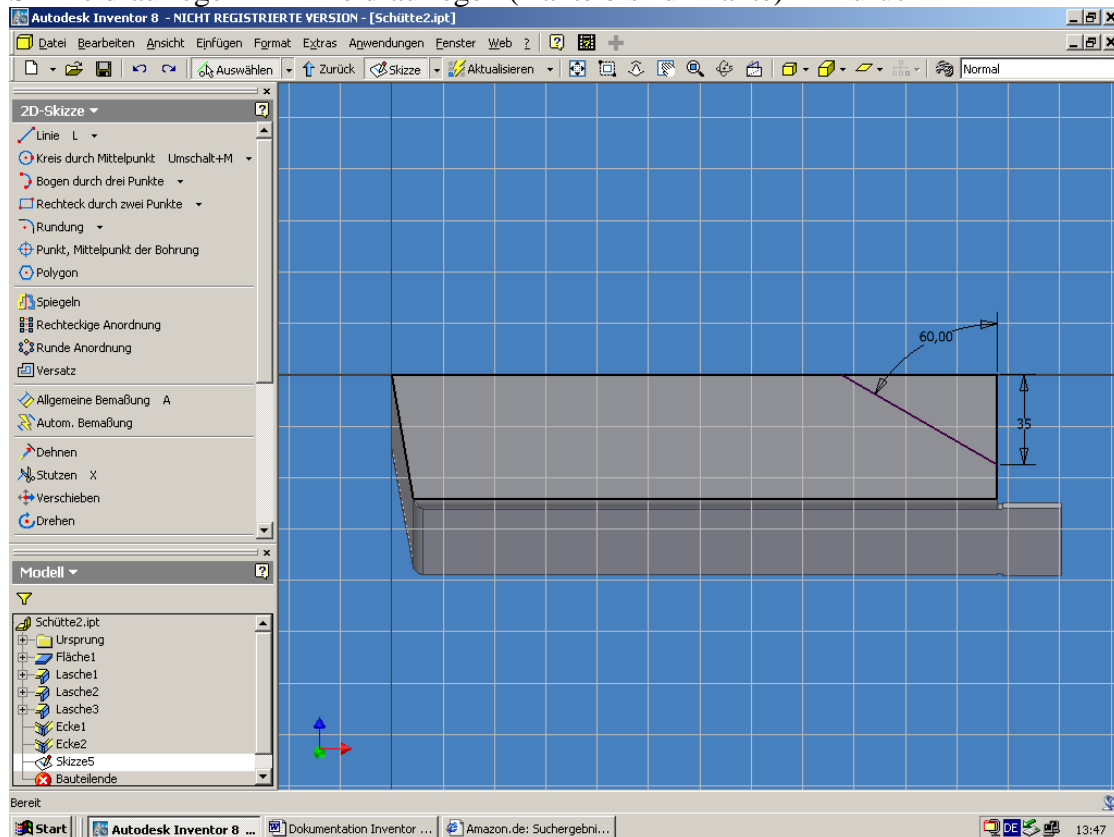 Autodesk Inventor 8 - NICHT REGISTRIERTE VERSION - [Schütte2.ipt]
Datei Bearbeiten Ansicht Einfügen Format Extras Anwendungen Fenster Web ?
Auswählen Zurück Skizze Aktualisieren Normal
2D-Skizze
Linie L
Kreis durch Mittelpunkt Umschalt+M
Bogen durch drei Punkte
Rechteck durch zwei Punkte
Rundung
Punkt, Mittelpunkt der Bohrung
Polygon
Spiegeln
Rechteckige Anordnung
Runde Anordnung
Versatz
Allgemeine Bemaßung A
Autom. Bemaßung
Dehnen
Stutzen X
Verschieben
Drehen
60,00
35
Modell
Schütte2.ipt
Ursprung
Fläche1
Lasche1
Lasche2
Lasche3
Ecke1
Ecke2
Skizze5
Bauteilende
Bereit
Start Autodesk Inventor 8 ... Dokumentation Inventor ... Amazon.de: Suchergebni... DE 13:47